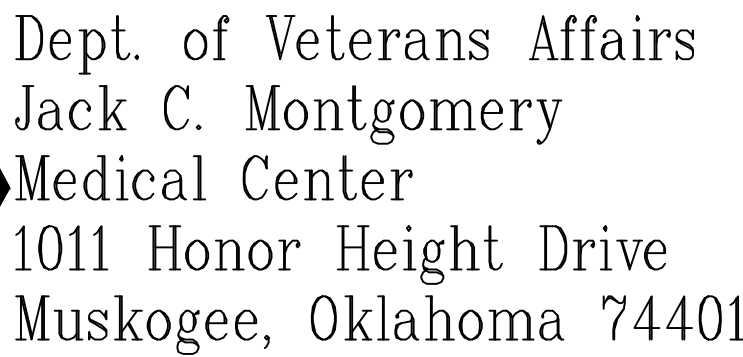 Dept. of Veterans Affairs
Jack C. Montgomery
Medical Center
1011 Honor Height Drive
Muskogee, Oklahoma 74401